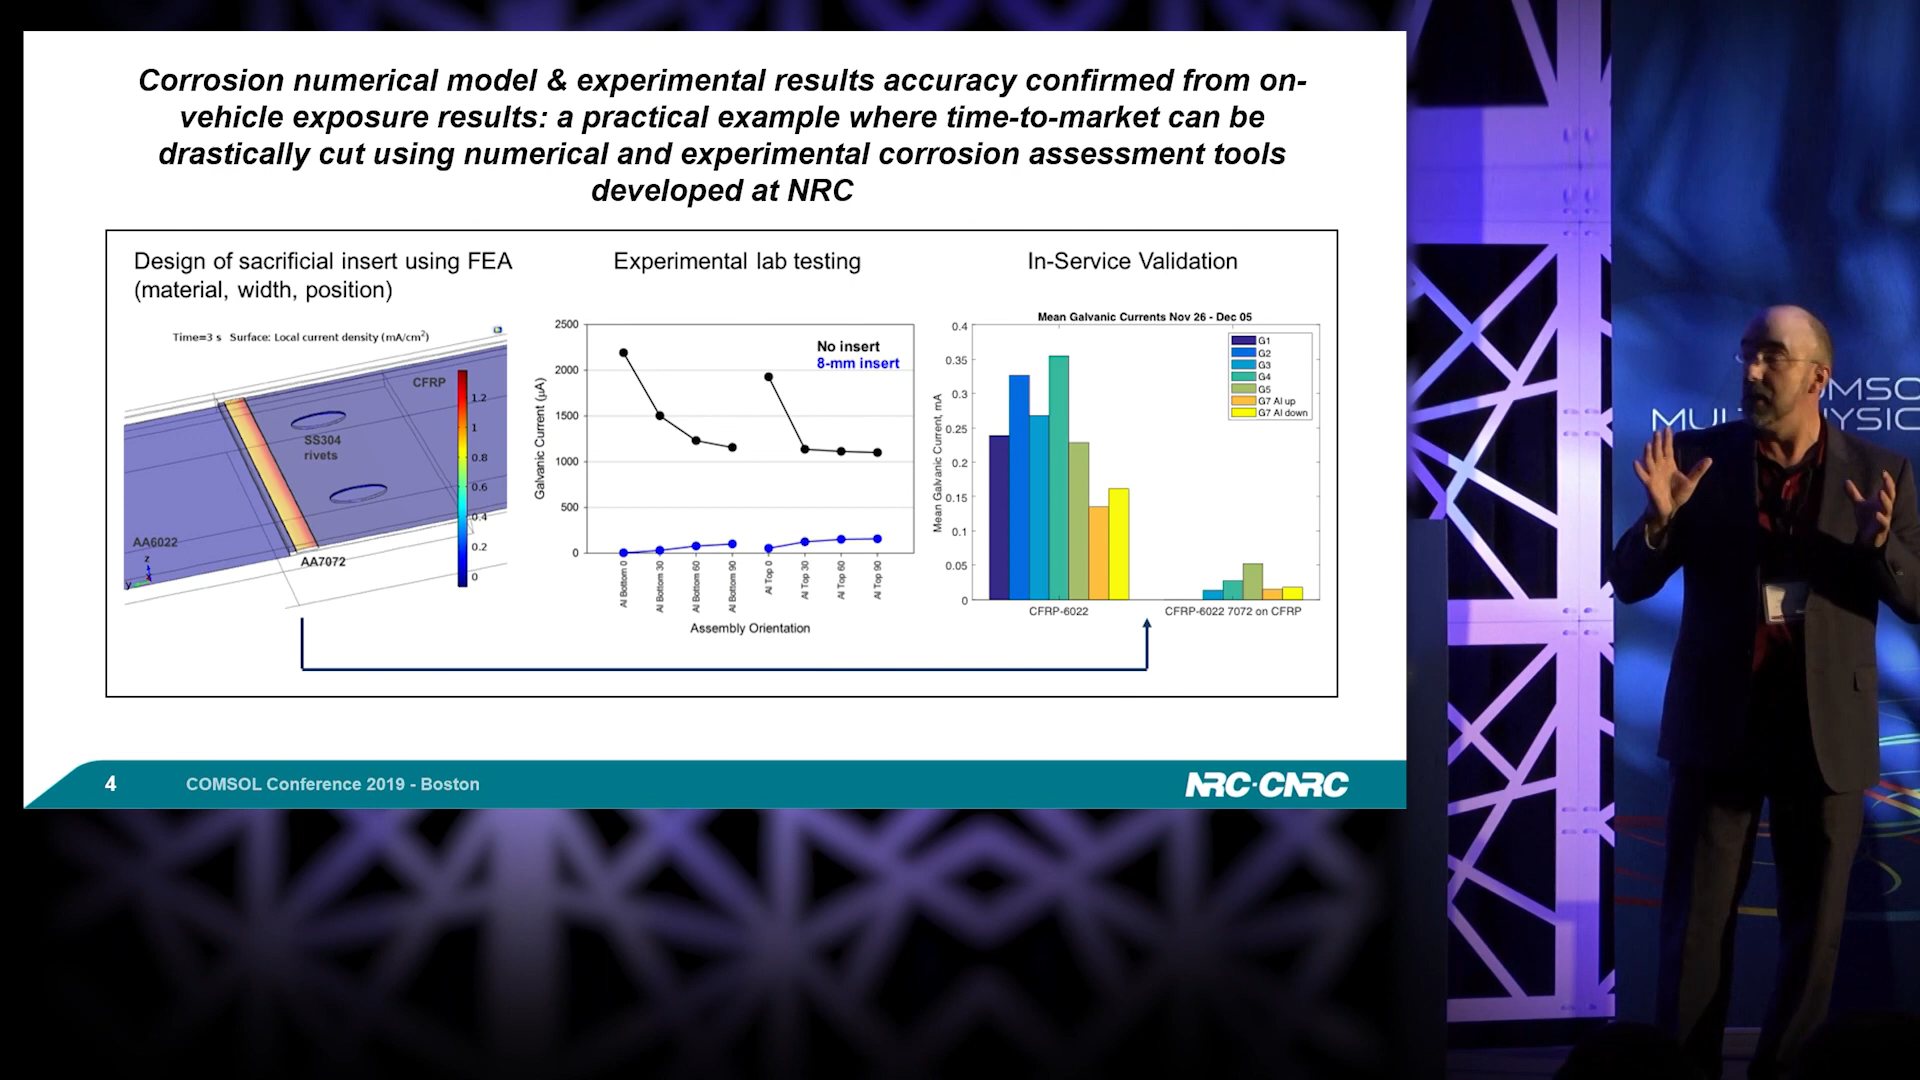 Corrosion numerical model & experimental results accuracy confirmed from on-
vehicle exposure results: a practical example where time-to-market can be
drastically cut using numerical and experimental corrosion assessment tools
developed at NRC
Design of sacrificial insert using FEA
(material, width, position)
Time=3 s Surface: Local current density (mA/cm²)
CFRP
SS304
rivets
AA6022
AA7072
z
y
x
1.2
1
0.8
0.6
0.4
0.2
0
Experimental lab testing
No insert
8-mm insert
2500
2000
1500
1000
500
0
Galvanic Current (μA)
Al Bottom 0
Al Bottom 30
Al Bottom 60
Al Bottom 90
Al Top 0
Al Top 30
Al Top 60
Al Top 90
Assembly Orientation
In-Service Validation
Mean Galvanic Currents Nov 26 - Dec 05
0.4
0.35
0.3
0.25
0.2
0.15
0.1
0.05
0
Mean Galvanic Current, mA
G1
G2
G3
G4
G5
G7 Al up
G7 Al down
CFRP-6022
CFRP-6022 7072 on CFRP
4
COMSOL Conference 2019 - Boston
NRC·CNRC
OMSO
MUL YSIC